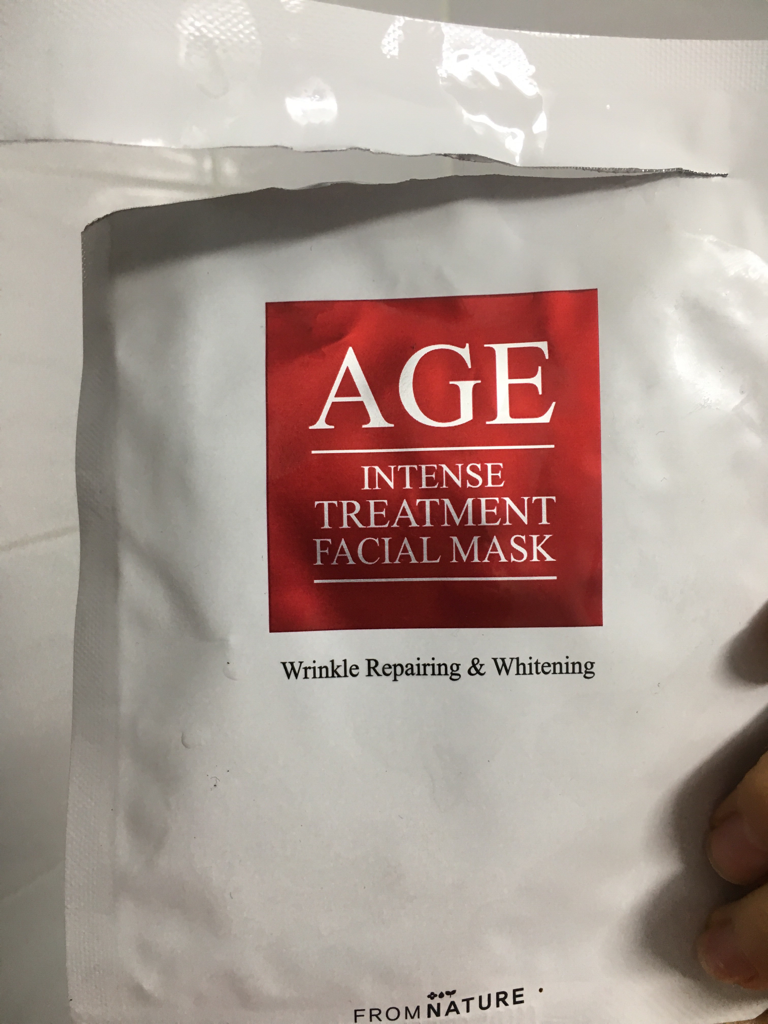 AGE
INTENSE
TREATMENT
FACIAL MASK
Wrinkle Repairing & Whitening
FROMNATURE